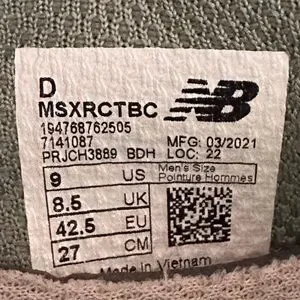 D
MSXRCTBC
NB
194768762505
7141087 MFG: 03/2021
PRJCH3889 BDH LOC: 22
9 US Men's Size
Pointure Hommes
8.5 UK
42.5 EU
27 CM
Made in Vietnam